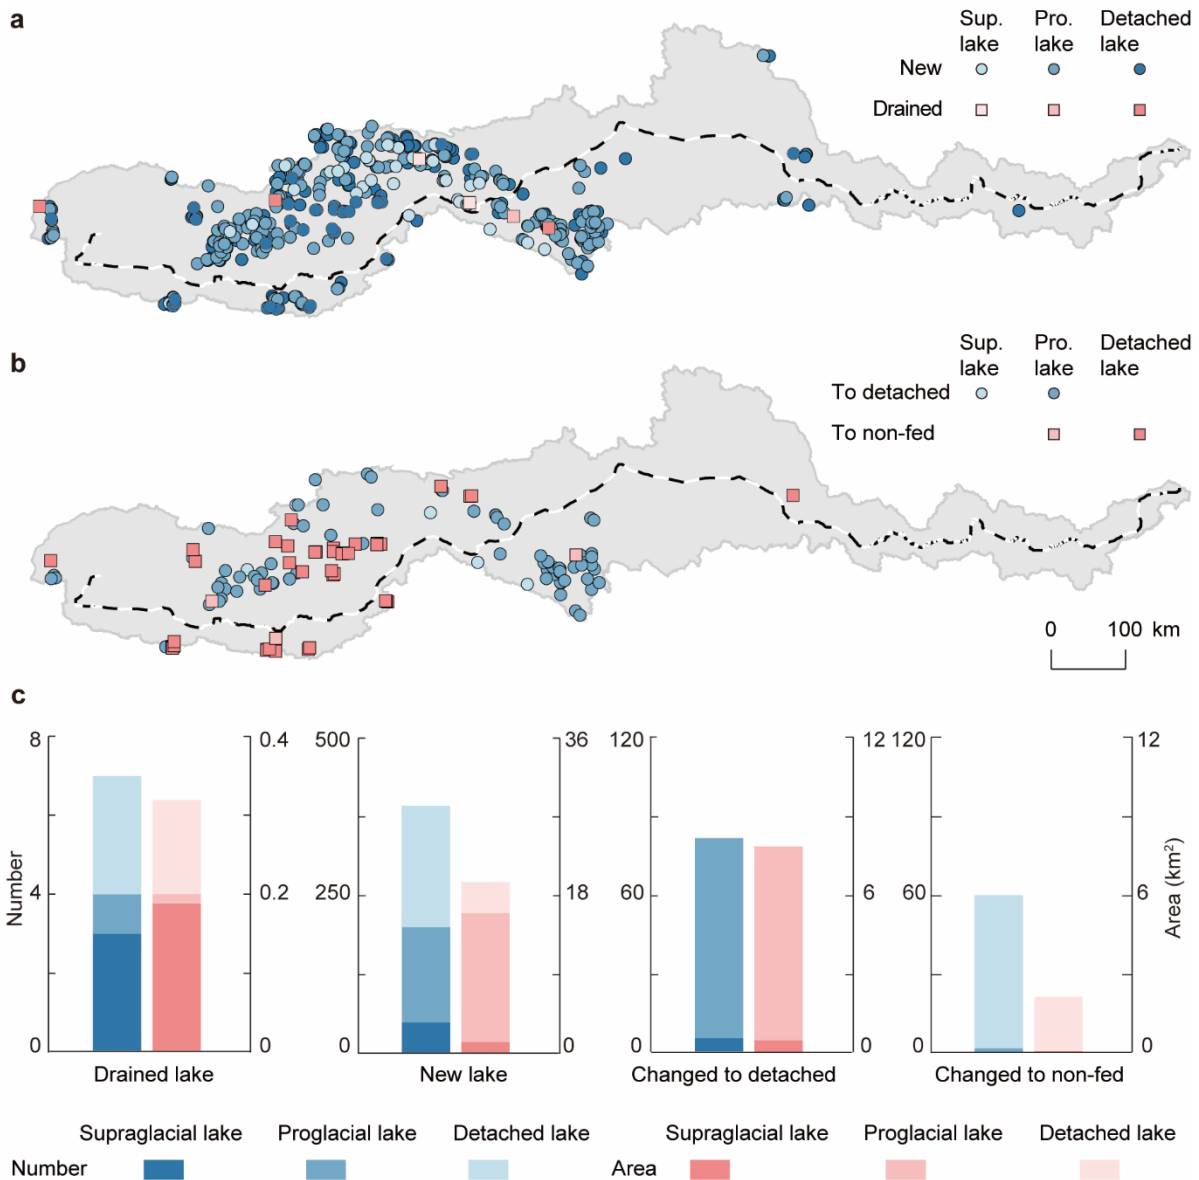 a
Sup. lake
Pro. lake
Detached lake
New
Drained
b
Sup. lake
Pro. lake
Detached lake
To detached
To non-fed
0 100 km
c
8 0.4 500 36 120 12 120 12
Number
4 0.2 250 18 60 6 60 6
Area (km²)
0 0 0 0 0 0 0 0
Drained lake New lake Changed to detached Changed to non-fed
Supraglacial lake Proglacial lake Detached lake Supraglacial lake Proglacial lake Detached lake
Number Area